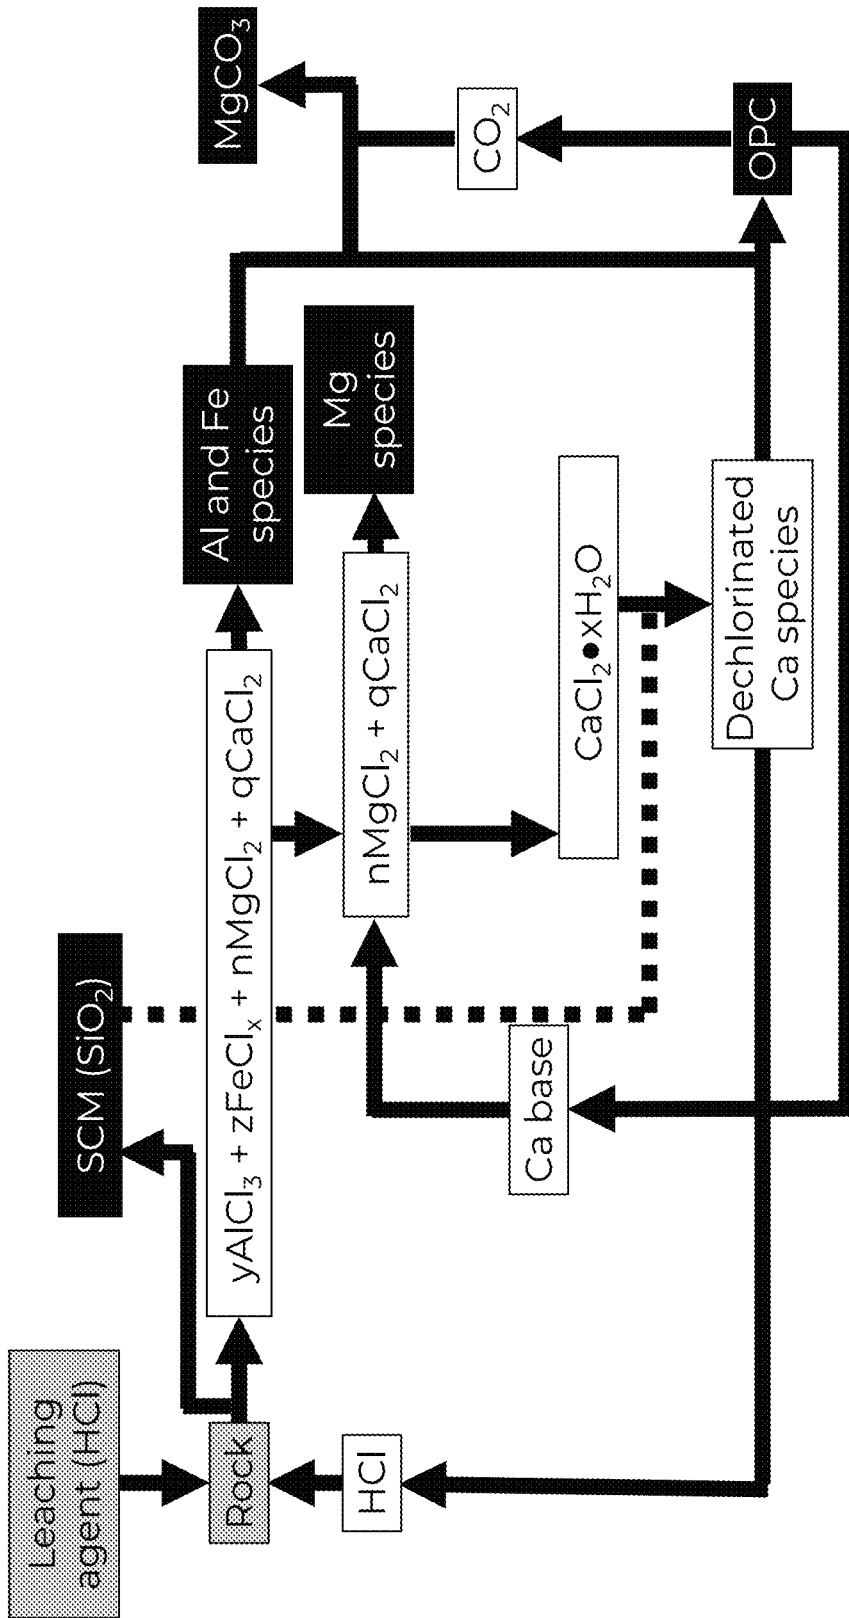 Leaching
agent (HCl)
Rock
HCl
SCM (SiO₂)
yAlCl₃ + zFeClₓ + nMgCl₂ + qCaCl₂
Al and Fe
species
nMgCl₂ + qCaCl₂
Mg
species
Ca base
CaCl₂•xH₂O
Dechlorinated
Ca species
OPC
CO₂
MgCO₃